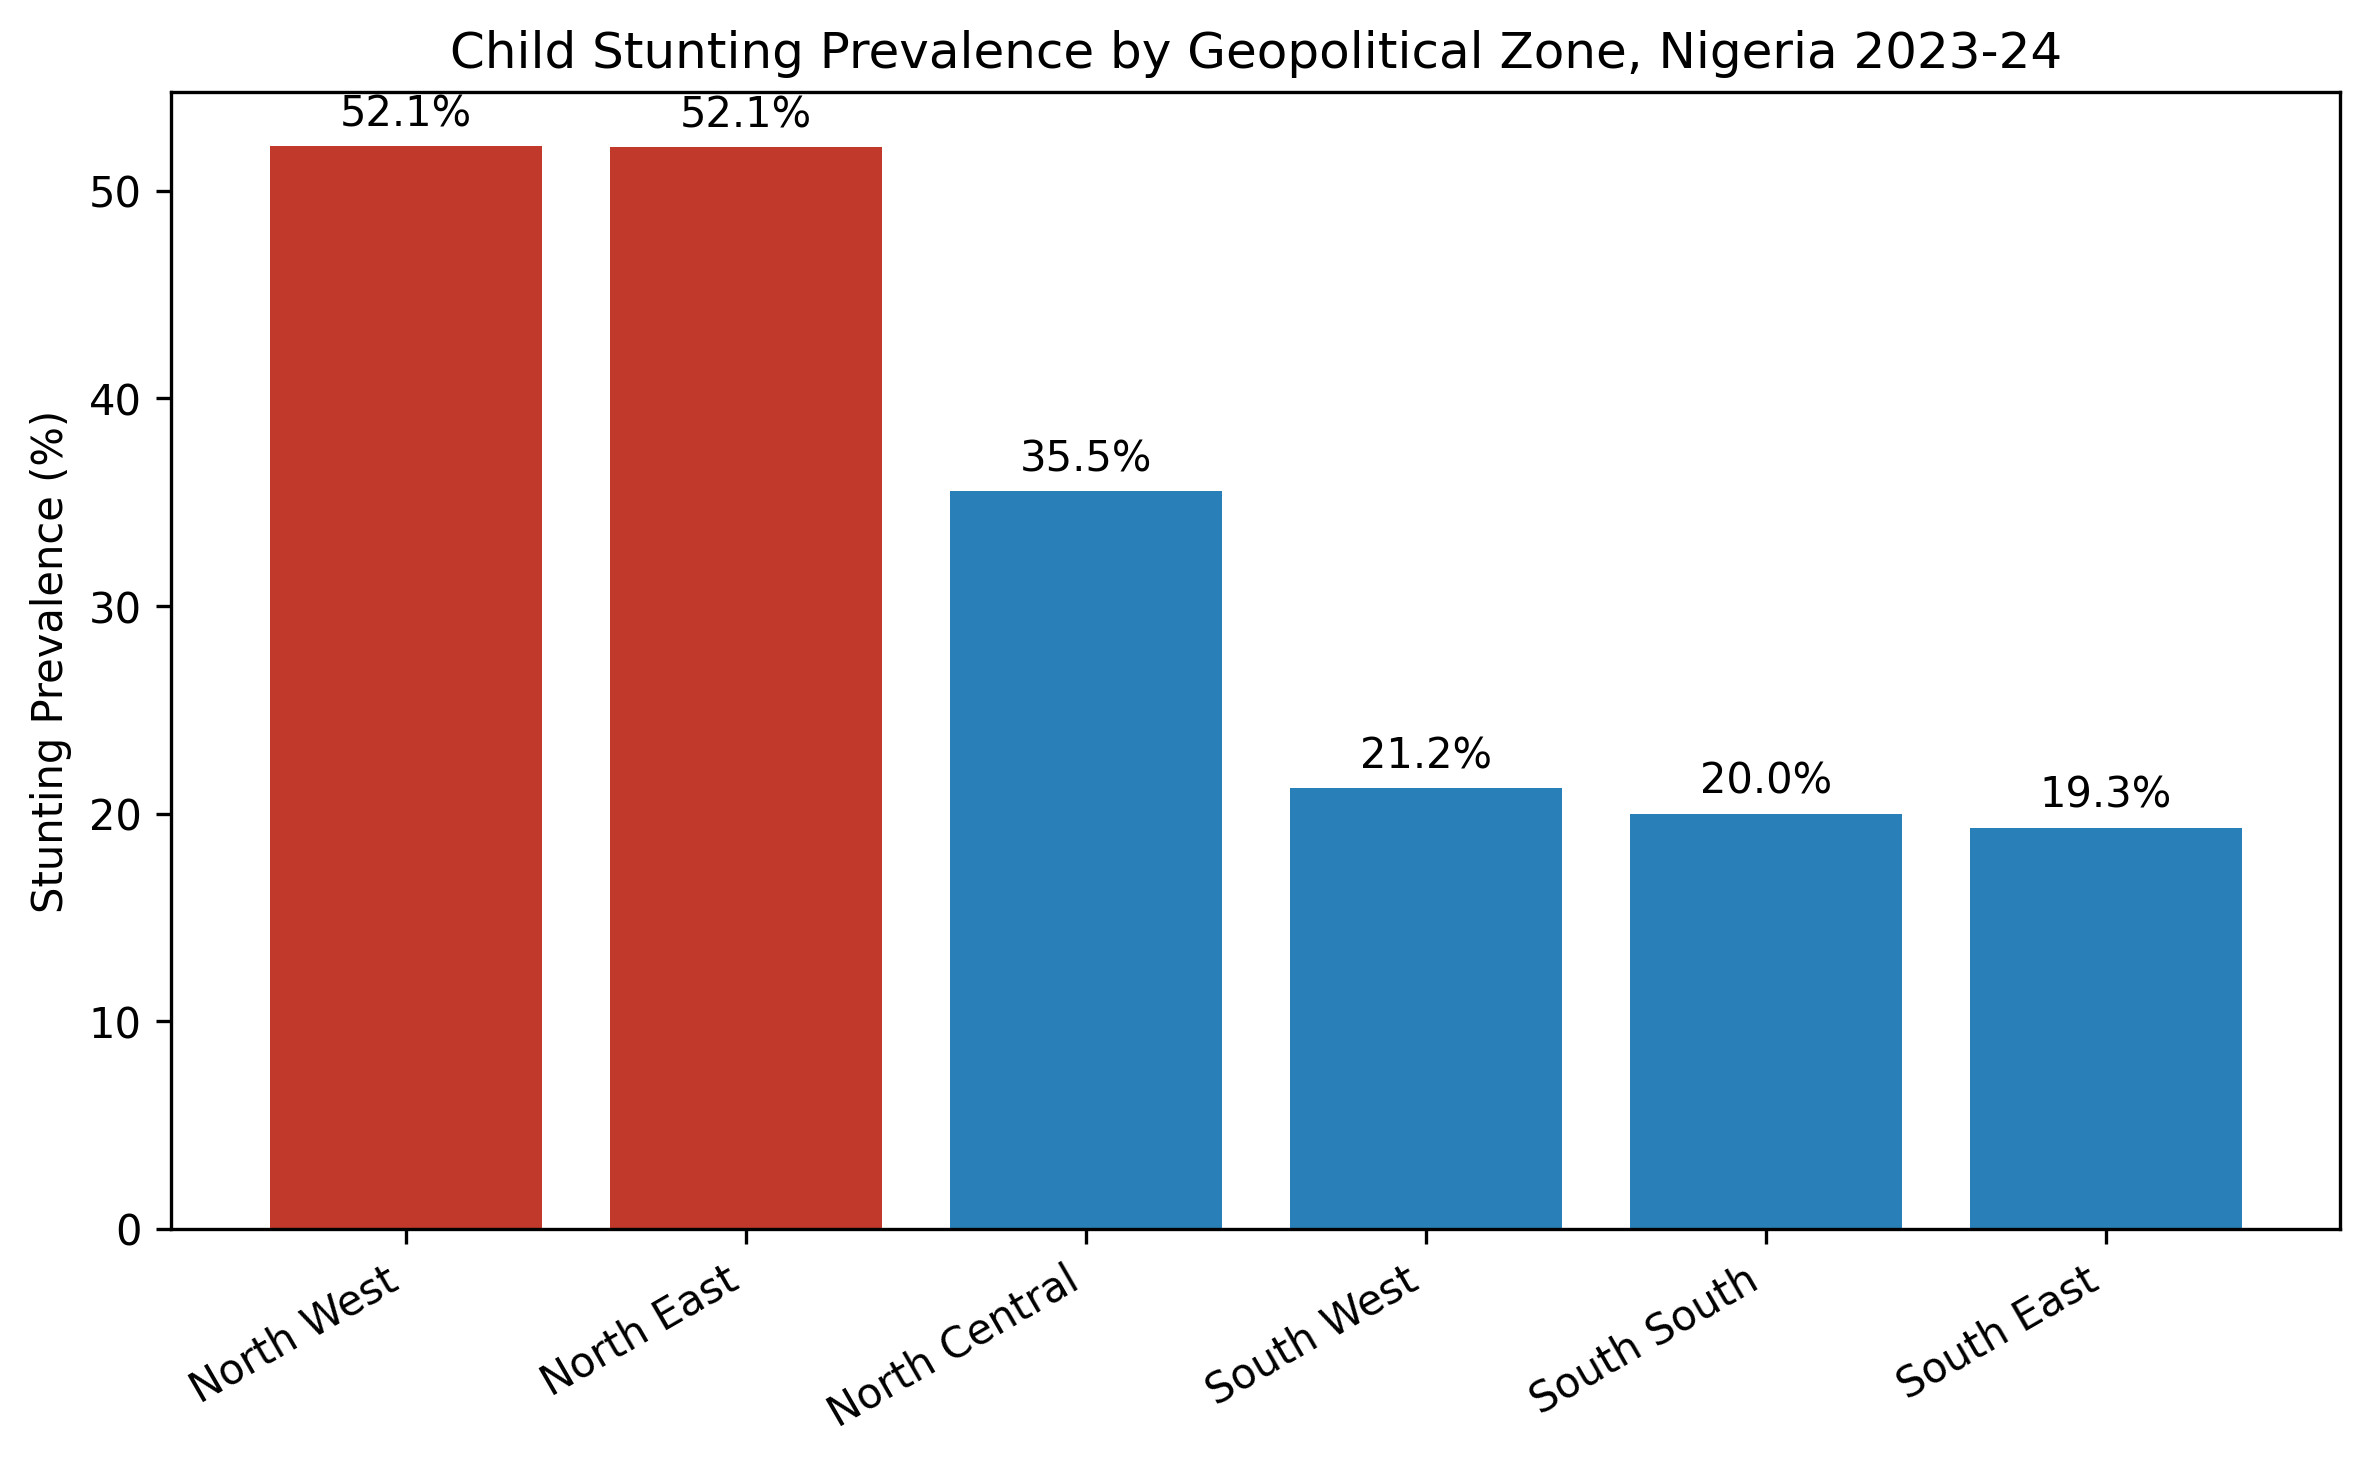 Child Stunting Prevalence by Geopolitical Zone, Nigeria 2023-24
Stunting Prevalence (%)
50
40
30
20
10
0
52.1%
52.1%
35.5%
21.2%
20.0%
19.3%
North West
North East
North Central
South West
South South
South East